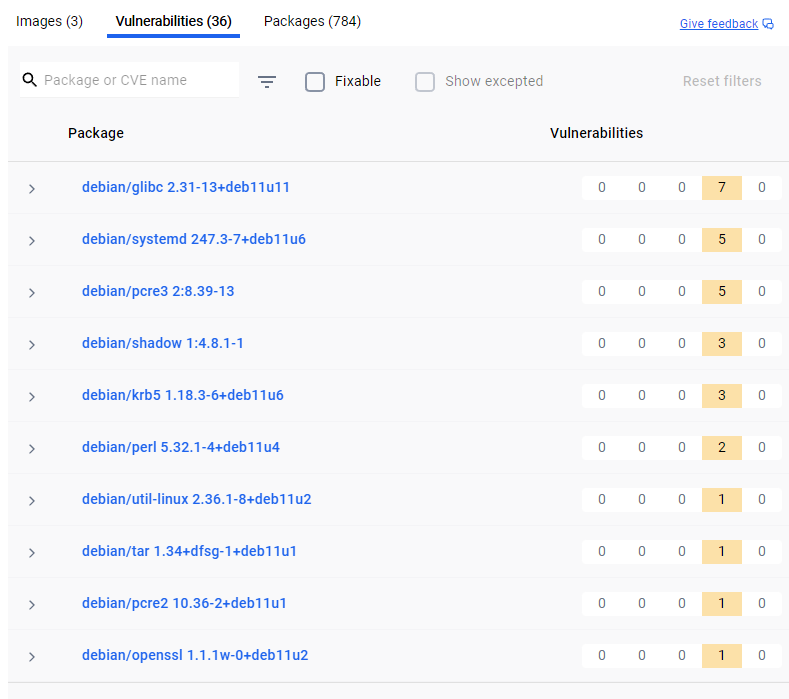 Images (3) Vulnerabilities (36) Packages (784) Give feedback
Package or CVE name Fixable Show excepted Reset filters
Package Vulnerabilities
debian/glibc 2.31-13+deb11u11 0 0 0 7 0
debian/systemd 247.3-7+deb11u6 0 0 0 5 0
debian/pcre3 2:8.39-13 0 0 0 5 0
debian/shadow 1:4.8.1-1 0 0 0 3 0
debian/krb5 1.18.3-6+deb11u6 0 0 0 3 0
debian/perl 5.32.1-4+deb11u4 0 0 0 2 0
debian/util-linux 2.36.1-8+deb11u2 0 0 0 1 0
debian/tar 1.34+dfsg-1+deb11u1 0 0 0 1 0
debian/pcre2 10.36-2+deb11u1 0 0 0 1 0
debian/openssl 1.1.1w-0+deb11u2 0 0 0 1 0